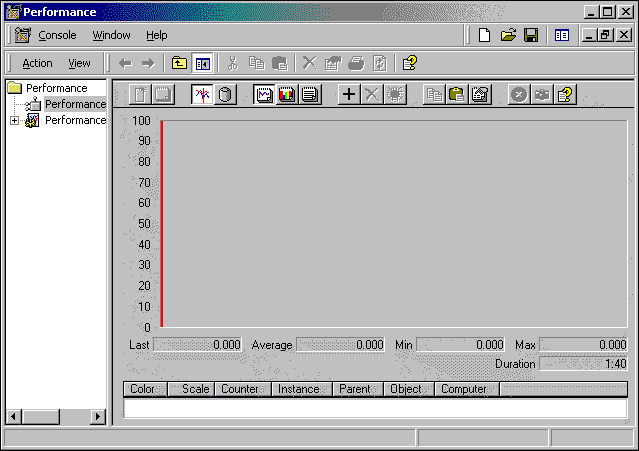 Performance
Console Window Help
Action View
Performance
Performance
Performance
100
90
80
70
60
50
40
30
20
10
0
Last 0.000 Average 0.000 Min 0.000 Max 0.000
Duration 1:40
Color Scale Counter Instance Parent Object Computer